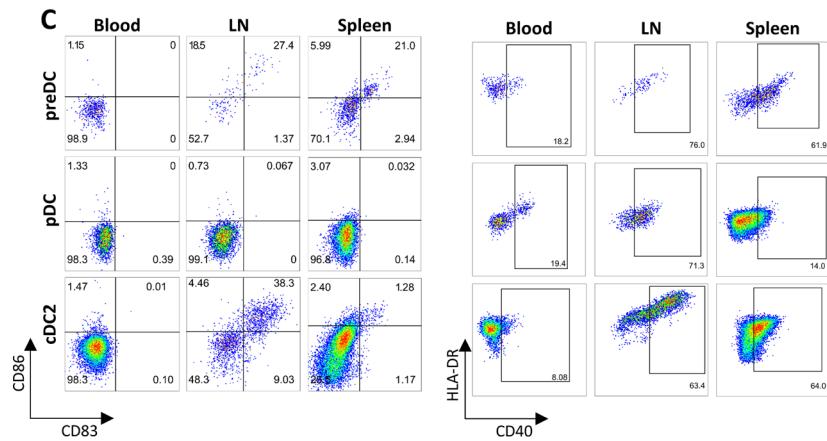 C
Blood LN Spleen
preDC
1.15 0 18.5 27.4 5.99 21.0
98.9 0 52.7 1.37 70.1 2.94
pDC
1.33 0 0.73 0.067 3.07 0.032
98.3 0.39 99.1 0 96.8 0.14
cDC2
1.47 0.01 4.46 38.3 2.40 1.28
98.3 0.10 48.3 9.03 1.17
CD86
CD83
Blood LN Spleen
18.2 76.0 61.9
19.4 71.3 14.0
8.08 63.4 64.0
HLA-DR
CD40